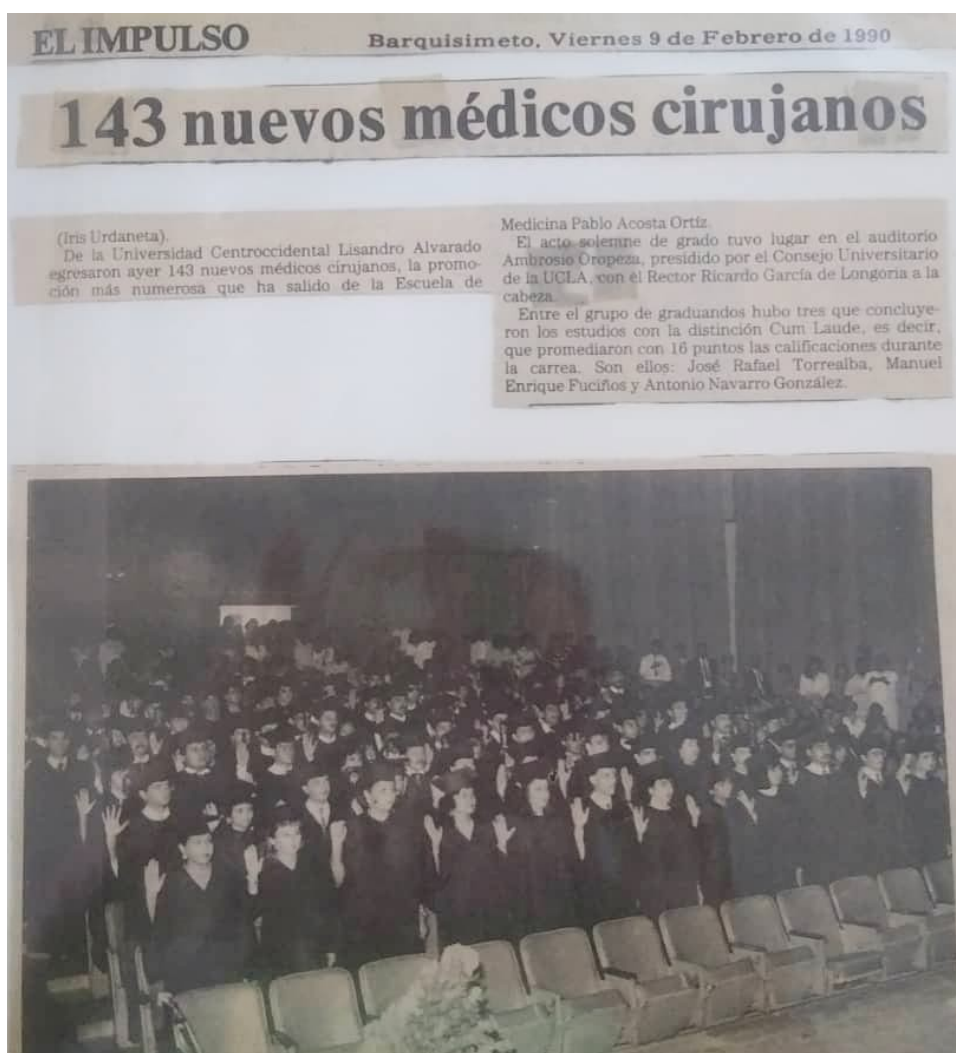 EL IMPULSO
Barquisimeto, Viernes 9 de Febrero de 1990
143 nuevos médicos cirujanos
(Iris Urdaneta).
De la Universidad Centroccidental Lisandro Alvarado
egresaron ayer 143 nuevos médicos cirujanos, la promo-
ción más numerosa que ha salido de la Escuela de
Medicina Pablo Acosta Ortíz.
El acto solemne de grado tuvo lugar en el auditorio
Ambrosio Oropeza, presidido por el Consejo Universitario
de la UCLA, con el Rector Ricardo García de Longoria a la
cabeza.
Entre el grupo de graduandos hubo tres que concluye-
ron los estudios con la distinción Cum Laude, es decir,
que promediaron con 16 puntos las calificaciones durante
la carrea. Son ellos: José Rafael Torrealba, Manuel
Enrique Fuciños y Antonio Navarro González.